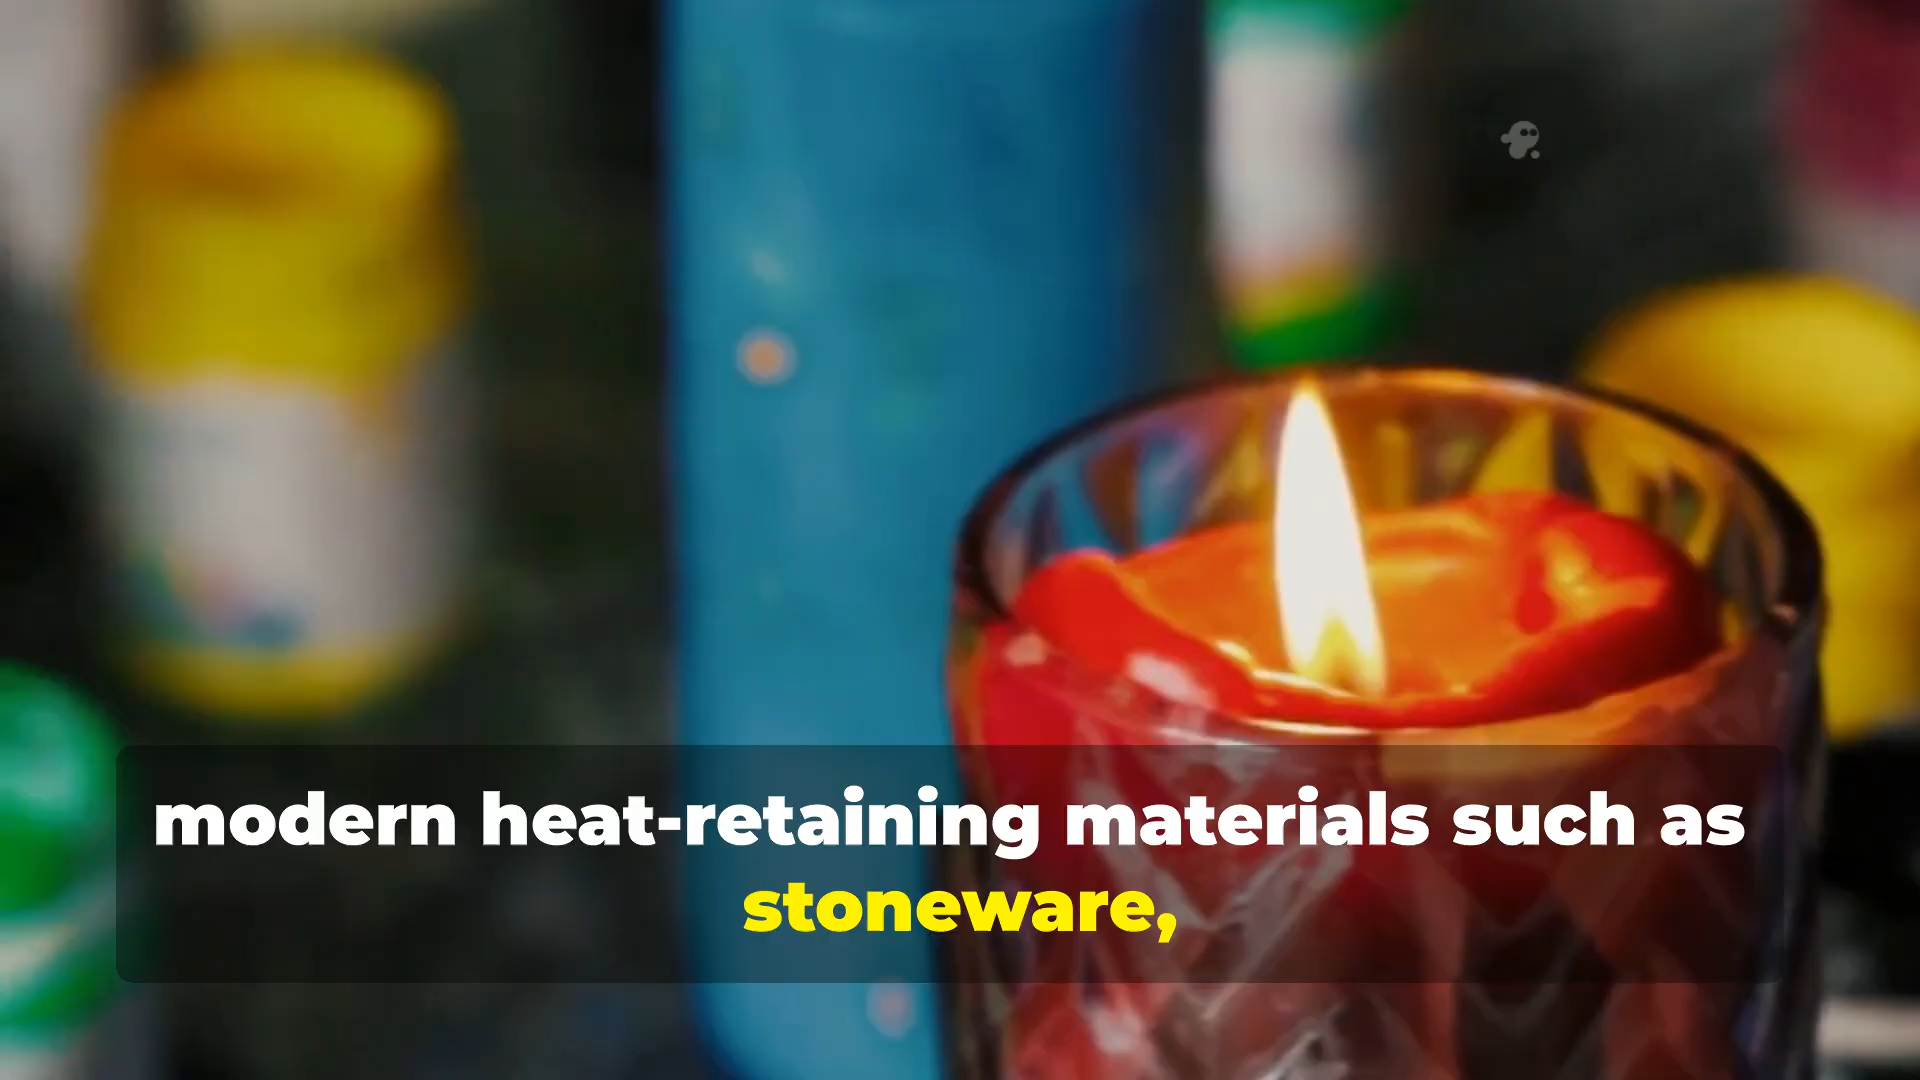 modern heat-retaining materials such as
stoneware,